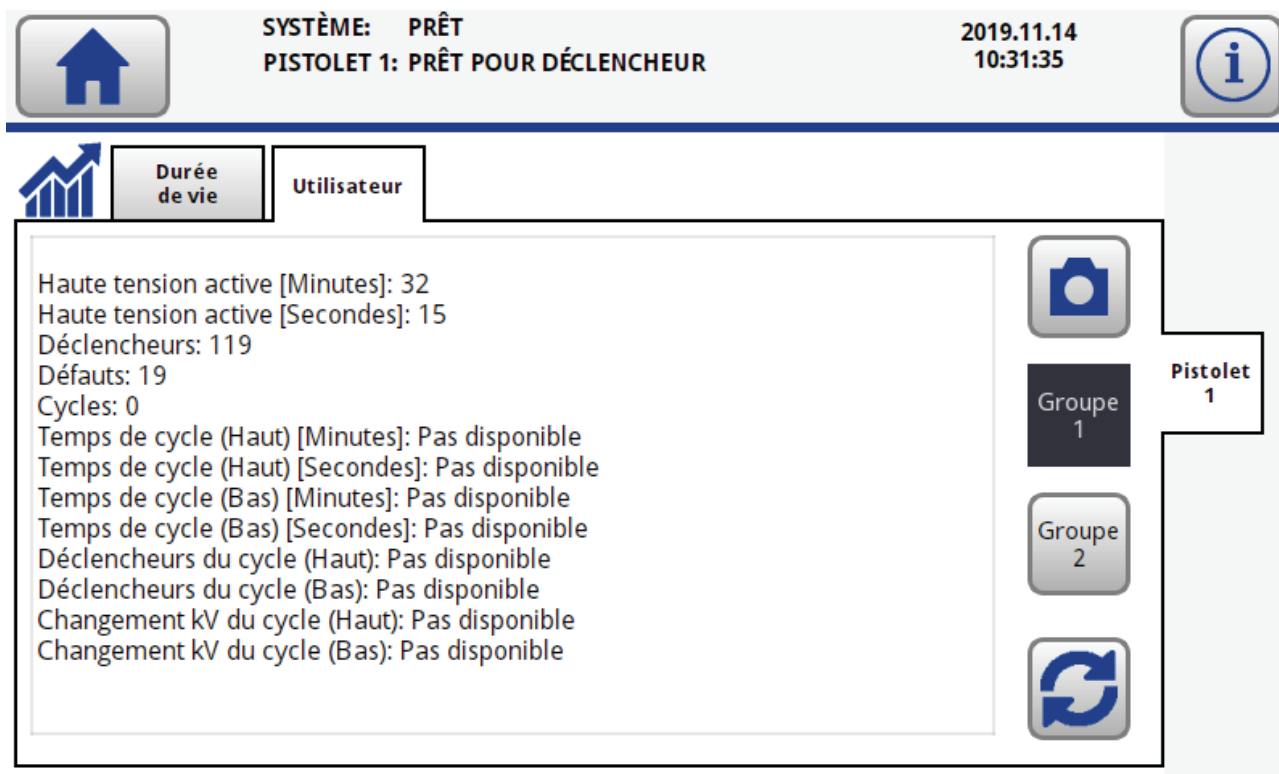 SYSTÈME: PRÊT
PISTOLET 1: PRÊT POUR DÉCLENCHEUR
2019.11.14
10:31:35
i
Durée
de vie
Utilisateur
Haute tension active [Minutes]: 32
Haute tension active [Secondes]: 15
Déclencheurs: 119
Défauts: 19
Cycles: 0
Temps de cycle (Haut) [Minutes]: Pas disponible
Temps de cycle (Haut) [Secondes]: Pas disponible
Temps de cycle (Bas) [Minutes]: Pas disponible
Temps de cycle (Bas) [Secondes]: Pas disponible
Déclencheurs du cycle (Haut): Pas disponible
Déclencheurs du cycle (Bas): Pas disponible
Changement kV du cycle (Haut): Pas disponible
Changement kV du cycle (Bas): Pas disponible
Groupe
1
Groupe
2
Pistolet
1